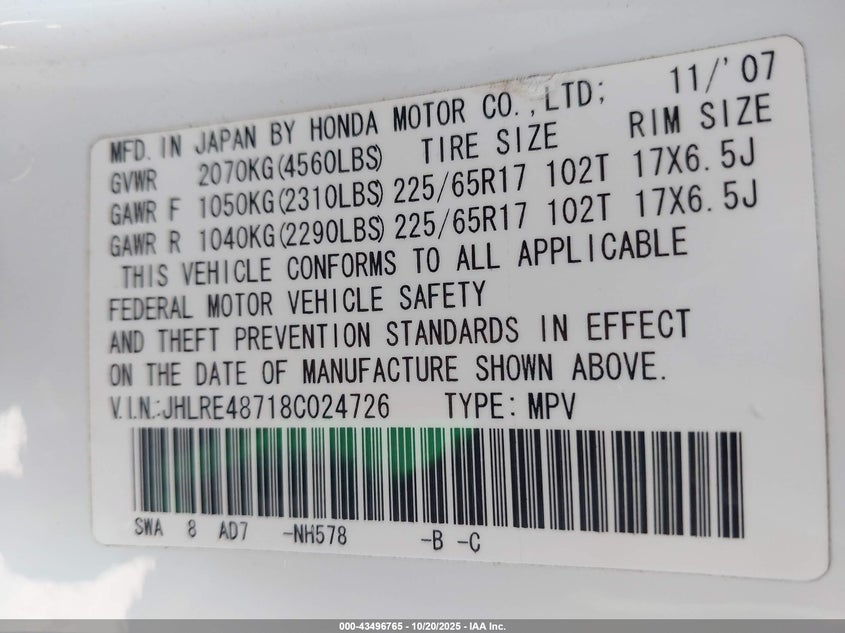 MFD. IN JAPAN BY HONDA MOTOR CO., LTD; 11/'07
GVWR 2070KG(4560LBS) TIRE SIZE RIM SIZE
GAWR F 1050KG(2310LBS) 225/65R17 102T 17X6.5J
GAWR R 1040KG(2290LBS) 225/65R17 102T 17X6.5J
THIS VEHICLE CONFORMS TO ALL APPLICABLE
FEDERAL MOTOR VEHICLE SAFETY
AND THEFT PREVENTION STANDARDS IN EFFECT
ON THE DATE OF MANUFACTURE SHOWN ABOVE.
V.I.N.:JHLRE48718C024726 TYPE: MPV
SWA 8 AD7 -NH578 -B -C
000-43496765 - 10/20/2025 - IAA Inc.